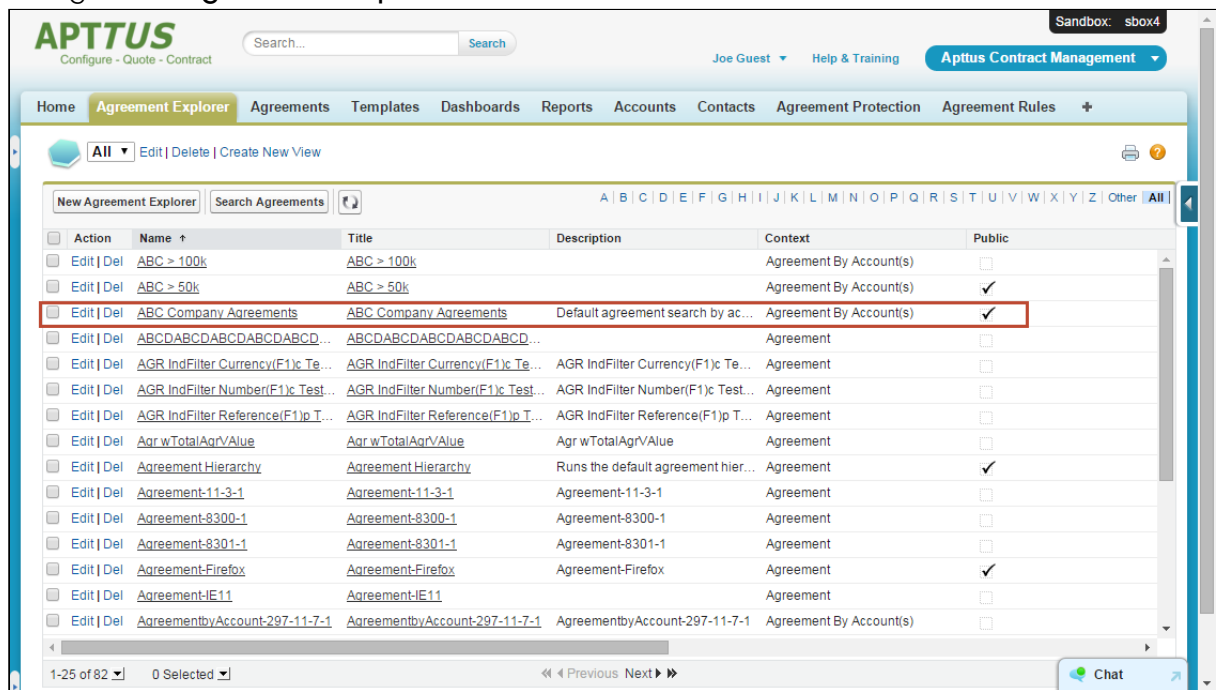 Sandbox: sbox4
APTTUS
Configure - Quote - Contract
Search...
Search
Joe Guest
Help & Training
Apttus Contract Management
Home Agreement Explorer Agreements Templates Dashboards Reports Accounts Contacts Agreement Protection Agreement Rules +
All Edit | Delete | Create New View
New Agreement Explorer Search Agreements A | B | C | D | E | F | G | H | I | J | K | L | M | N | O | P | Q | R | S | T | U | V | W | X | Y | Z | Other All
Action Name ↑ Title Description Context Public
Edit | Del ABC > 100k ABC > 100k Agreement By Account(s)
Edit | Del ABC > 50k ABC > 50k Agreement By Account(s)
Edit | Del ABC Company Agreements ABC Company Agreements Default agreement search by ac... Agreement By Account(s)
Edit | Del ABCDABCDABCDABCDABCD... ABCDABCDABCDABCDABCD... Agreement
Edit | Del AGR IndFilter Currency(F1)c Te... AGR IndFilter Currency(F1)c Te... AGR IndFilter Currency(F1)c Te... Agreement
Edit | Del AGR IndFilter Number(F1)c Test... AGR IndFilter Number(F1)c Test... AGR IndFilter Number(F1)c Test... Agreement
Edit | Del AGR IndFilter Reference(F1)p T... AGR IndFilter Reference(F1)p T... AGR IndFilter Reference(F1)p T... Agreement
Edit | Del Agr wTotalAgrVAlue Agr wTotalAgrVAlue Agr wTotalAgrVAlue Agreement
Edit | Del Agreement Hierarchy Agreement Hierarchy Runs the default agreement hier... Agreement
Edit | Del Agreement-11-3-1 Agreement-11-3-1 Agreement-11-3-1 Agreement
Edit | Del Agreement-8300-1 Agreement-8300-1 Agreement-8300-1 Agreement
Edit | Del Agreement-8301-1 Agreement-8301-1 Agreement-8301-1 Agreement
Edit | Del Agreement-Firefox Agreement-Firefox Agreement-Firefox Agreement
Edit | Del Agreement-IE11 Agreement-IE11 Agreement
Edit | Del AgreementbyAccount-297-11-7-1 AgreementbyAccount-297-11-7-1 AgreementbyAccount-297-11-7-1 Agreement By Account(s)
1-25 of 82 0 Selected Previous Next
Chat